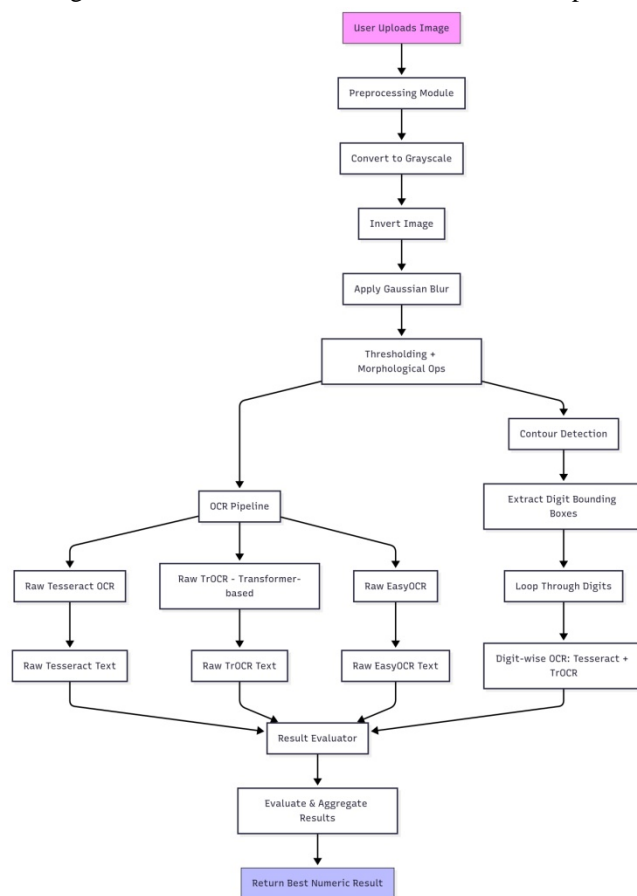 User Uploads Image
Preprocessing Module
Convert to Grayscale
Invert Image
Apply Gaussian Blur
Thresholding +
Morphological Ops
OCR Pipeline
Raw Tesseract OCR
Raw TrOCR - Transformer-
based
Raw EasyOCR
Raw Tesseract Text
Raw TrOCR Text
Raw EasyOCR Text
Contour Detection
Extract Digit Bounding
Boxes
Loop Through Digits
Digit-wise OCR: Tesseract +
TrOCR
Result Evaluator
Evaluate & Aggregate
Results
Return Best Numeric Result